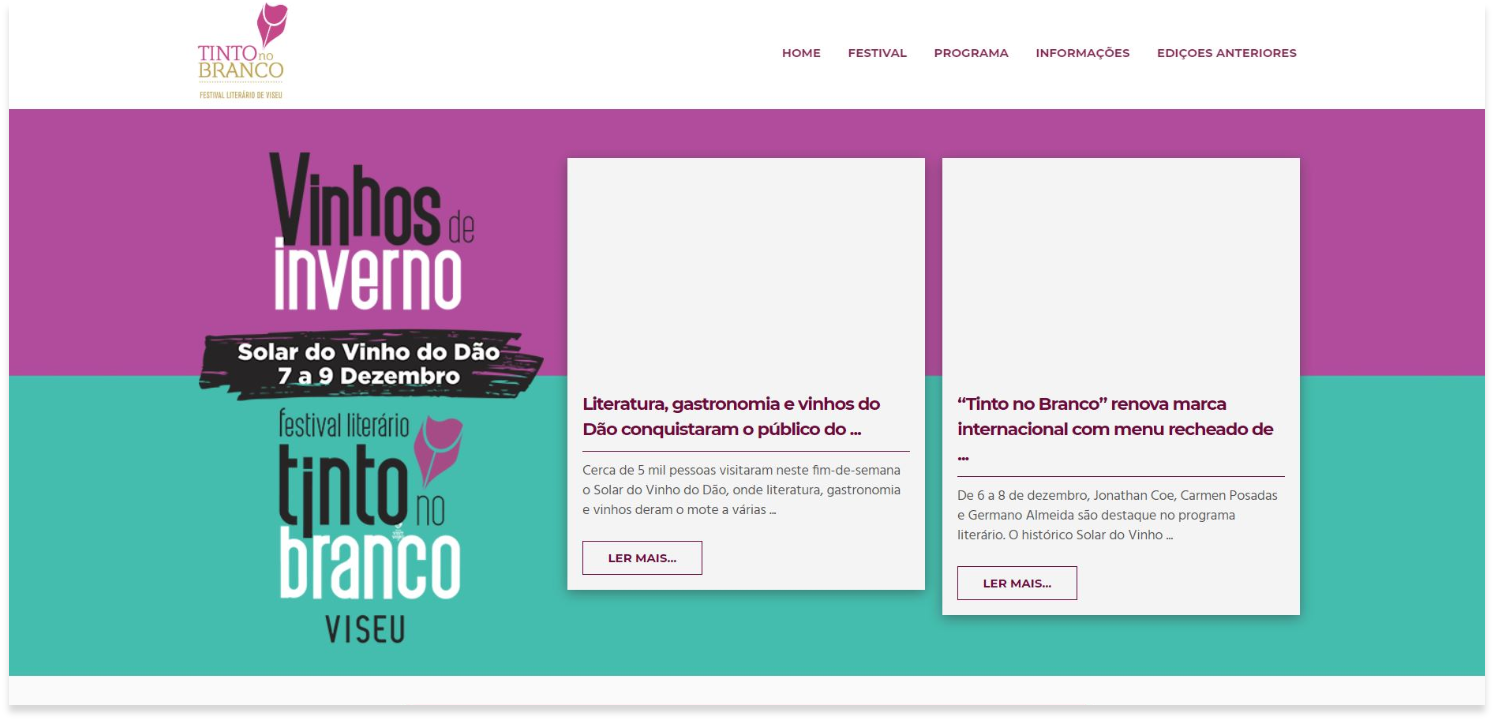 TINTO no
BRANCO
FESTIVAL LITERÁRIO DE VISEU
HOME FESTIVAL PROGRAMA INFORMAÇÕES EDIÇOES ANTERIORES
Vinhos de
inverno
Solar do Vinho do Dão
7 a 9 Dezembro
festival literário
tinto no
branco
VISEU
Literatura, gastronomia e vinhos do
Dão conquistaram o público do ...
Cerca de 5 mil pessoas visitaram neste fim-de-semana
o Solar do Vinho do Dão, onde literatura, gastronomia
e vinhos deram o mote a várias ...
LER MAIS...
“Tinto no Branco” renova marca
internacional com menu recheado de
...
De 6 a 8 de dezembro, Jonathan Coe, Carmen Posadas
e Germano Almeida são destaque no programa
literário. O histórico Solar do Vinho ...
LER MAIS...